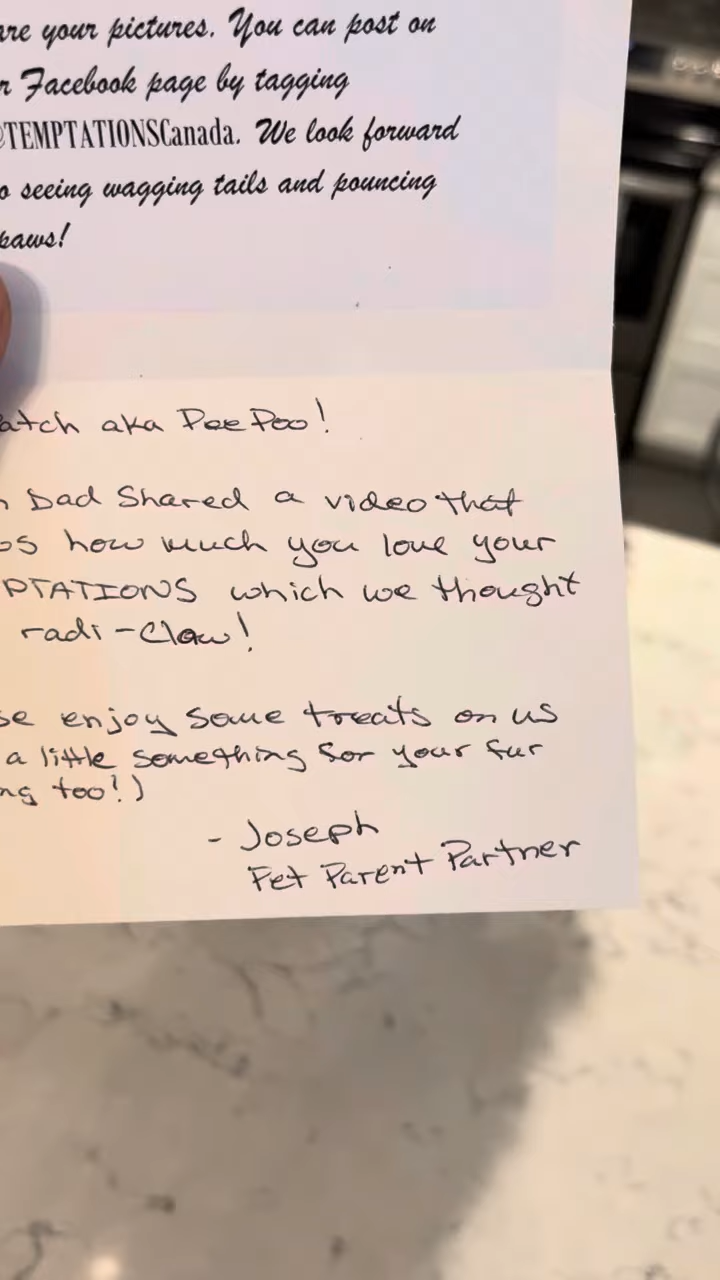 are your pictures. You can post on
r Facebook page by tagging
@TEMPTATIONSCanada. We look forward
o seeing wagging tails and pouncing
paws!
atch aka PeePoo!
n Dad Shared a video that
os how much you love your
PTATIONS which we thought
radi-Claw!
se enjoy some treats on us
a little something for your fur
ng too!)
- Joseph
Pet Parent Partner